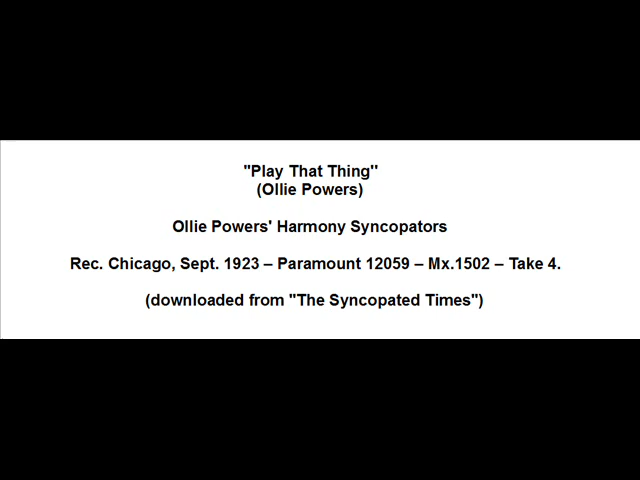 "Play That Thing"
(Ollie Powers)
Ollie Powers' Harmony Syncopators
Rec. Chicago, Sept. 1923 – Paramount 12059 – Mx.1502 – Take 4.
(downloaded from "The Syncopated Times")